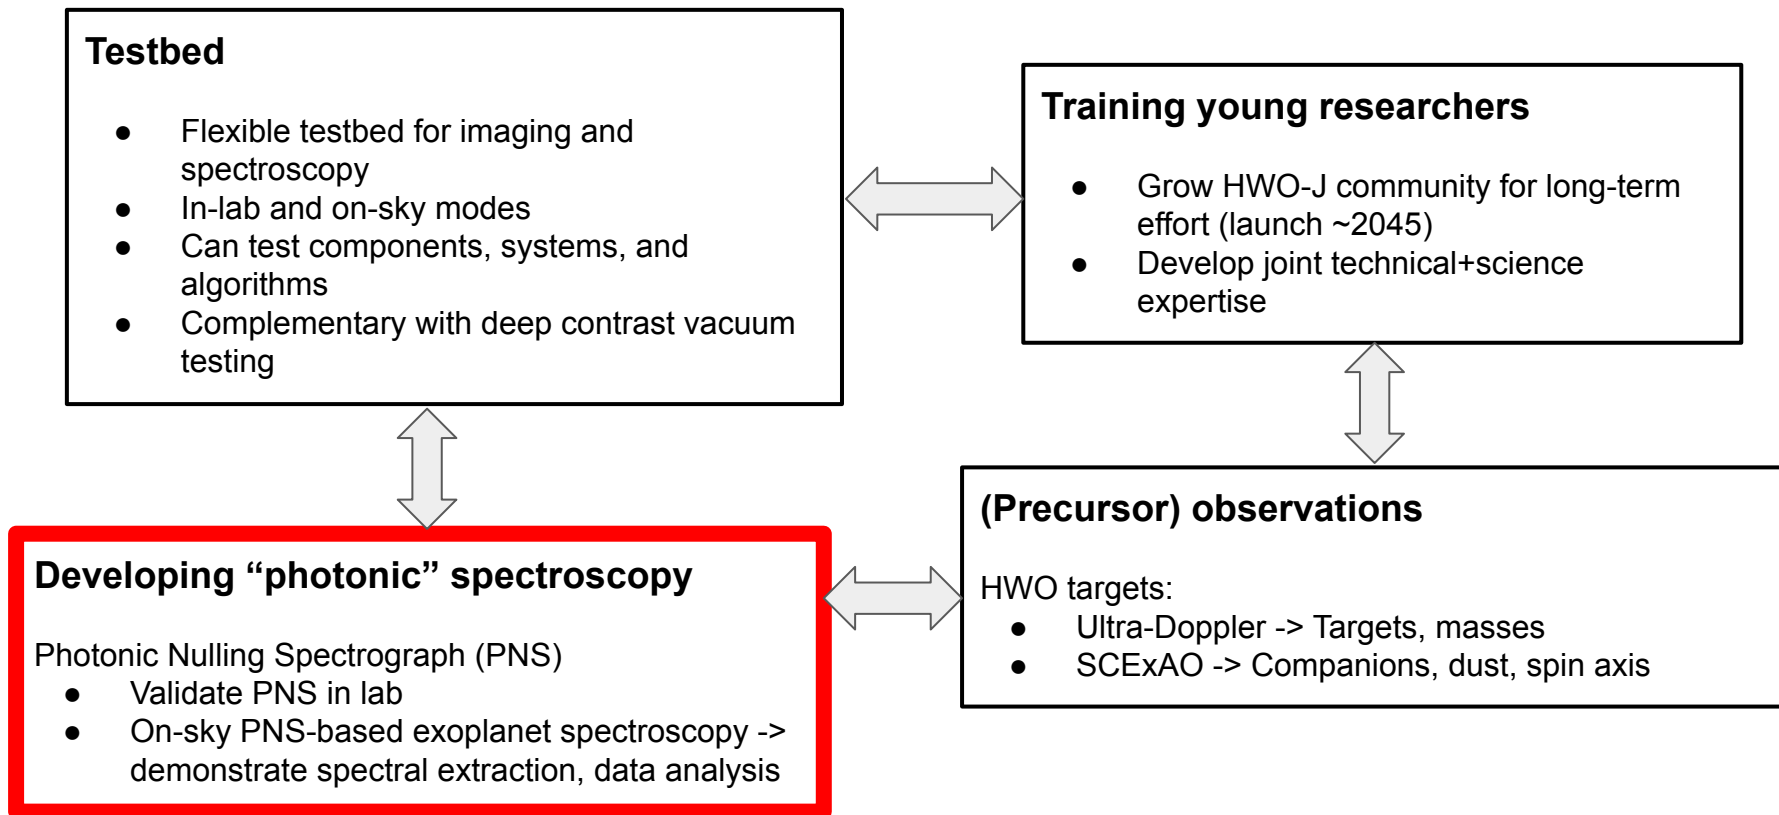 Testbed
● Flexible testbed for imaging and
spectroscopy
● In-lab and on-sky modes
● Can test components, systems, and
algorithms
● Complementary with deep contrast vacuum
testing
Training young researchers
● Grow HWO-J community for long-term
effort (launch ~2045)
● Develop joint technical+science
expertise
Developing “photonic” spectroscopy
Photonic Nulling Spectrograph (PNS)
● Validate PNS in lab
● On-sky PNS-based exoplanet spectroscopy ->
demonstrate spectral extraction, data analysis
(Precursor) observations
HWO targets:
● Ultra-Doppler -> Targets, masses
● SCExAO -> Companions, dust, spin axis